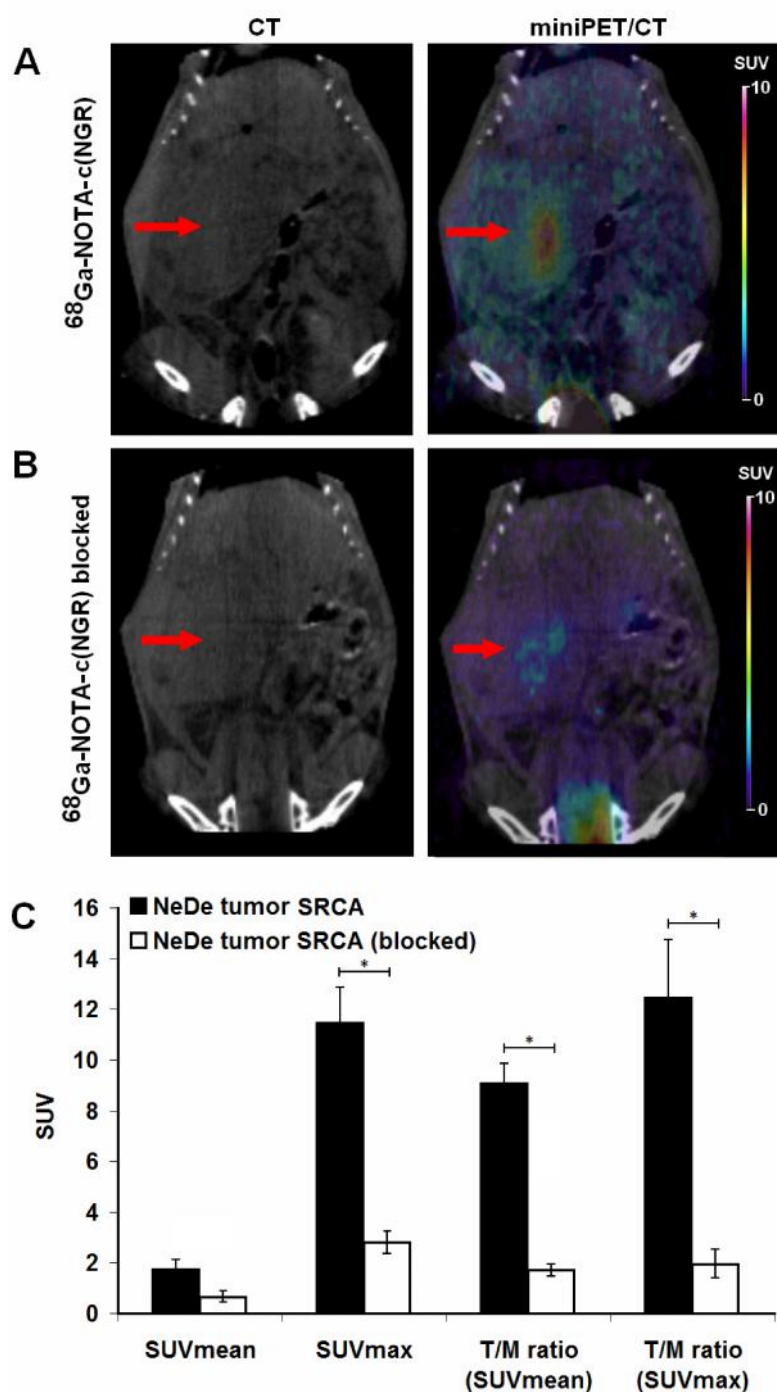 CT
miniPET/CT
A
68Ga-NOTA-c(NGR)
SUV
10
0
B
68Ga-NOTA-c(NGR) blocked
SUV
10
0
C
NeDe tumor SRCA
NeDe tumor SRCA (blocked)
SUV
16
14
12
10
8
6
4
2
0
*
*
*
SUVmean
SUVmax
T/M ratio
(SUVmean)
T/M ratio
(SUVmax)